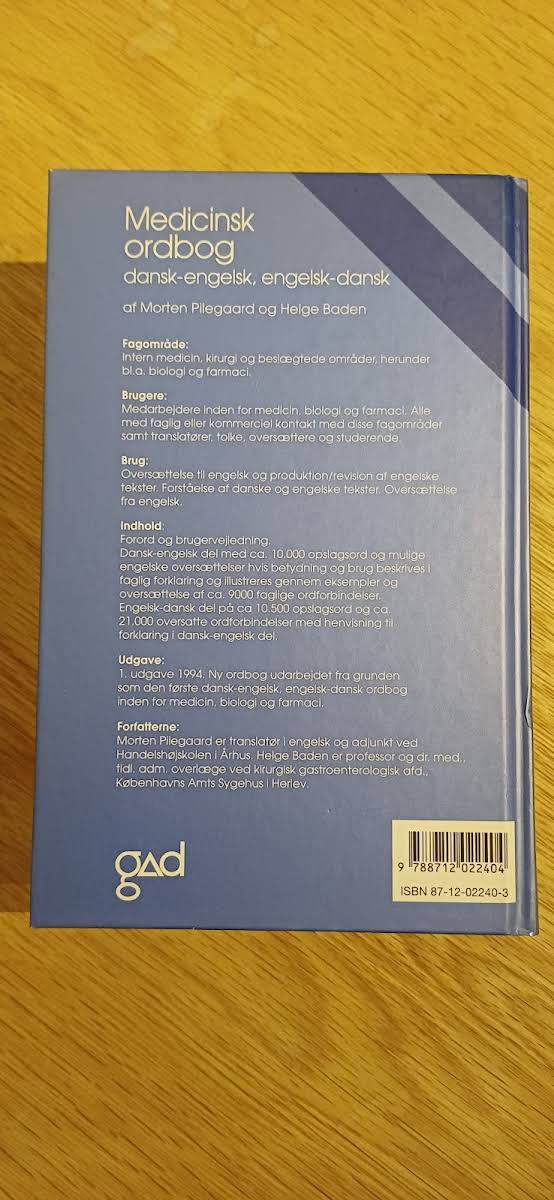 Medicinsk
ordbog
dansk-engelsk, engelsk-dansk
af Morten Pilegaard og Helge Baden
Fagområde:
Intern medicin, kirurgi og beslægtede områder, herunder
bl.a. biologi og farmaci.
Brugere:
Medarbejdere inden for medicin, biologi og farmaci. Alle
med faglig eller kommerciel kontakt med disse fagområder
samt translatører, tolke, oversættere og studerende.
Brug:
Oversættelse til engelsk og produktion/revision af engelske
tekster. Forståelse af danske og engelske tekster. Oversættelse
fra engelsk.
Indhold:
Forord og brugervejledning.
Dansk-engelsk del med ca. 10.000 opslagsord og mulige
engelske oversættelser hvis betydning og brug beskrives i
faglig forklaring og illustreres gennem eksempler og
oversættelse af ca. 9000 faglige ordforbindelser.
Engelsk-dansk del på ca 10.500 opslagsord og ca.
21.000 oversatte ordforbindelser med henvisning til
forklaring i dansk-engelsk del.
Udgave:
1. udgave 1994. Ny ordbog udarbejdet fra grunden
som den første dansk-engelsk, engelsk-dansk ordbog
inden for medicin, biologi og farmaci.
Forfatterne:
Morten Pilegaard er translatør i engelsk og adjunkt ved
Handelshøjskolen i Århus. Helge Baden er professor og dr. med.,
tidl. adm. overlæge ved kirurgisk gastroenterologisk afd.,
Københavns Amts Sygehus i Herlev.
gad
9 788712 022404
ISBN 87-12-02240-3